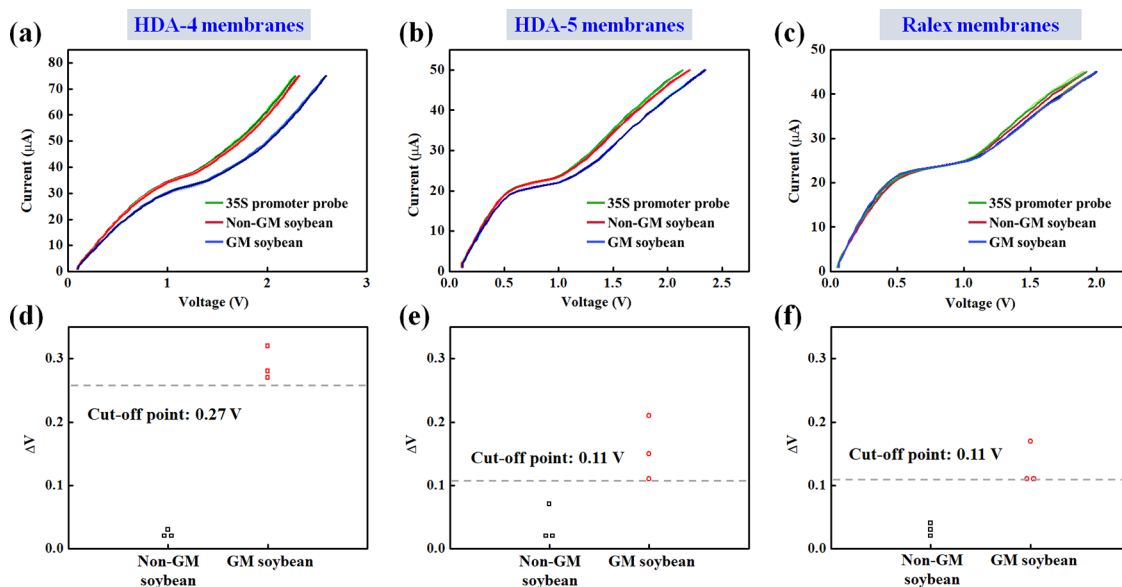 HDA-4 membranes
HDA-5 membranes
Ralex membranes
(a)
80
70
60
50
40
30
20
10
0
Current (µA)
35S promoter probe
Non-GM soybean
GM soybean
0
1
2
3
Voltage (V)
(b)
50
40
30
20
10
0
Current (µA)
35S promoter probe
Non-GM soybean
GM soybean
0.0
0.5
1.0
1.5
2.0
2.5
Voltage (V)
(c)
50
40
30
20
10
0
Current (µA)
35S promoter probe
Non-GM soybean
GM soybean
0.0
0.5
1.0
1.5
2.0
Voltage (V)
(d)
0.3
0.2
0.1
0.0
ΔV
Cut-off point: 0.27 V
Non-GM
soybean
GM soybean
(e)
0.3
0.2
0.1
0.0
ΔV
Cut-off point: 0.11 V
Non-GM
soybean
GM soybean
(f)
0.3
0.2
0.1
0.0
ΔV
Cut-off point: 0.11 V
Non-GM
soybean
GM soybean